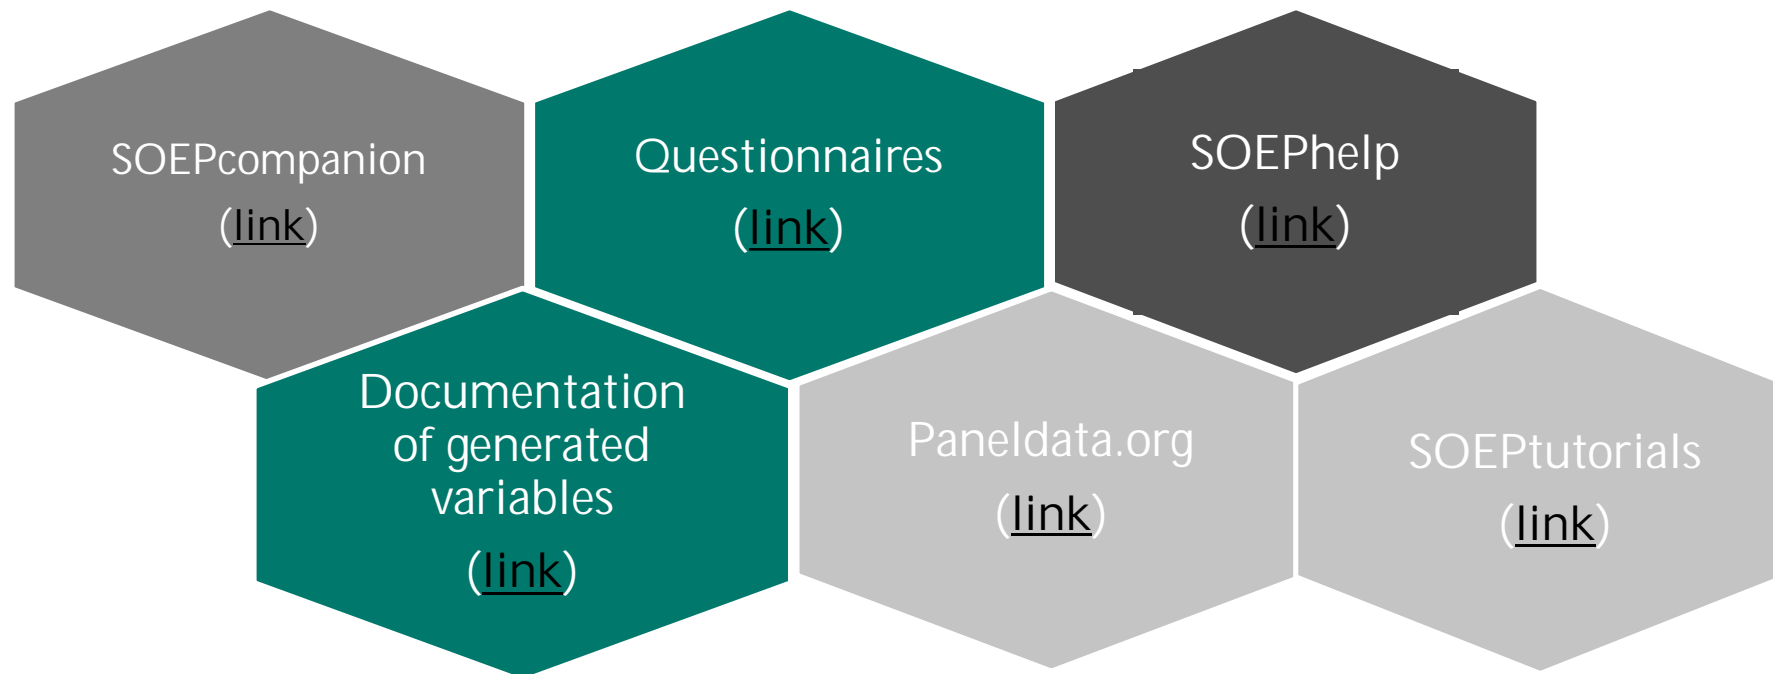 SOEPcompanion
(link)
Questionnaires
(link)
SOEPhelp
(link)
Documentation
of generated
variables
(link)
Paneldata.org
(link)
SOEPtutorials
(link)